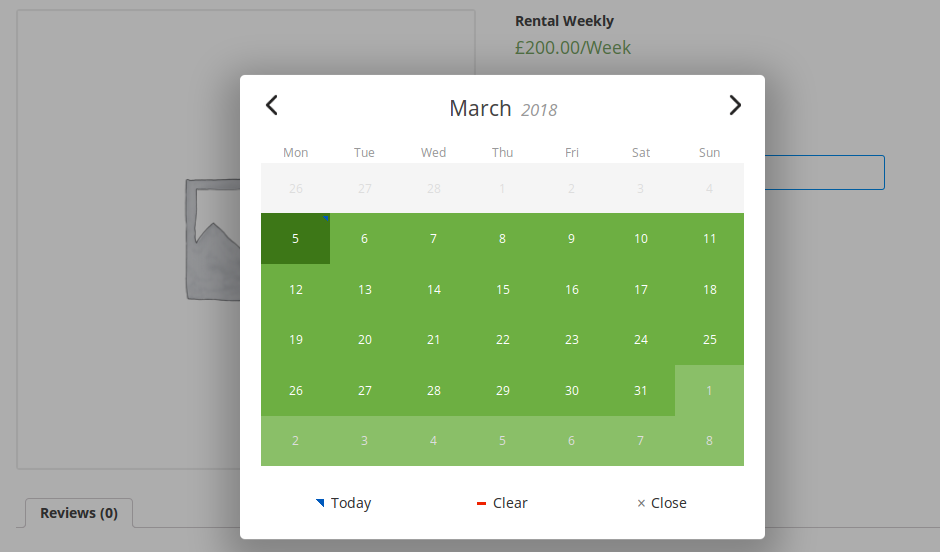 Rental Weekly
£200.00/Week
March 2018
Mon Tue Wed Thu Fri Sat Sun
26 27 28 1 2 3 4
5 6 7 8 9 10 11
12 13 14 15 16 17 18
19 20 21 22 23 24 25
26 27 28 29 30 31 1
2 3 4 5 6 7 8
Today Clear × Close
Reviews (0)